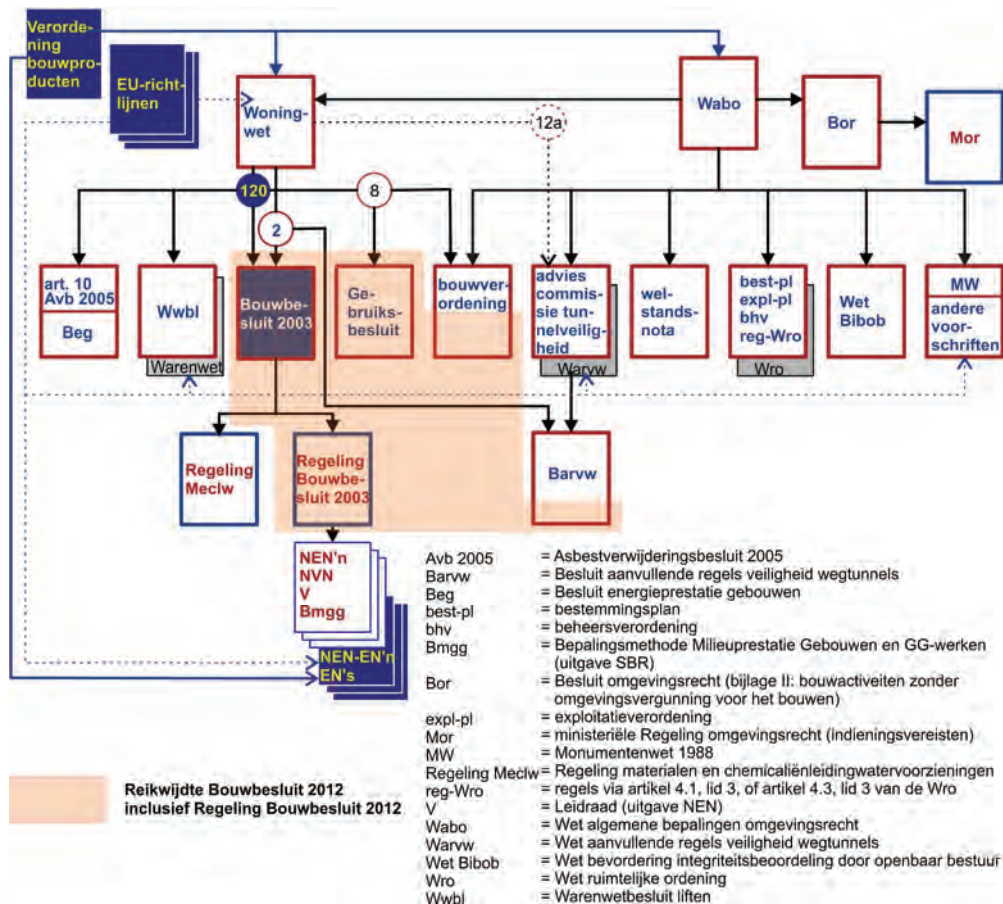 Verorde-
ning
bouwpro-
ducten
EU-richt-
lijnen
Woning-
wet
12a
Wabo
Bor
Mor
120
8
2
art. 10
Avb 2005
Beg
Wwbl
Warenwet
Bouwbe-
sluit 2003
Ge-
bruiks-
besluit
bouwver-
ordening
advies
commis-
sie tun-
nelveilig-
heid
Warvw
wel-
stands-
nota
best-pl
expl-pl
bhv
reg-Wro
Wro
Wet
Bibob
MW
andere
voor-
schriften
Regeling
Meclw
Regeling
Bouwbe-
sluit 2003
Barvw
NEN'n
NVN
V
Bmgg
NEN-EN'n
EN's
Avb 2005 = Asbestverwijderingsbesluit 2005
Barvw = Besluit aanvullende regels veiligheid wegtunnels
Beg = Besluit energieprestatie gebouwen
best-pl = bestemmingsplan
bhv = beheersverordening
Bmgg = Bepalingsmethode Milieuprestatie Gebouwen en GG-werken
(uitgave SBR)
Bor = Besluit omgevingsrecht (bijlage II: bouwactiveiten zonder
omgevingsvergunning voor het bouwen)
expl-pl = exploitatieverordening
Mor = ministeriële Regeling omgevingsrecht (indieningsvereisten)
MW = Monumentenwet 1988
Regeling Meclw = Regeling materialen en chemicaliënleidingwatervoorzieningen
reg-Wro = regels via artikel 4.1, lid 3, of artikel 4.3, lid 3 van de Wro
V = Leidraad (uitgave NEN)
Wabo = Wet algemene bepalingen omgevingsrecht
Warvw = Wet aanvullende regels veiligheid wegtunnels
Wet Bibob = Wet bevordering integriteitsbeoordeling door openbaar bestuur
Wro = Wet ruimtelijke ordening
Wwbl = Warenwetbesluit liften
Reikwijdte Bouwbesluit 2012
inclusief Regeling Bouwbesluit 2012